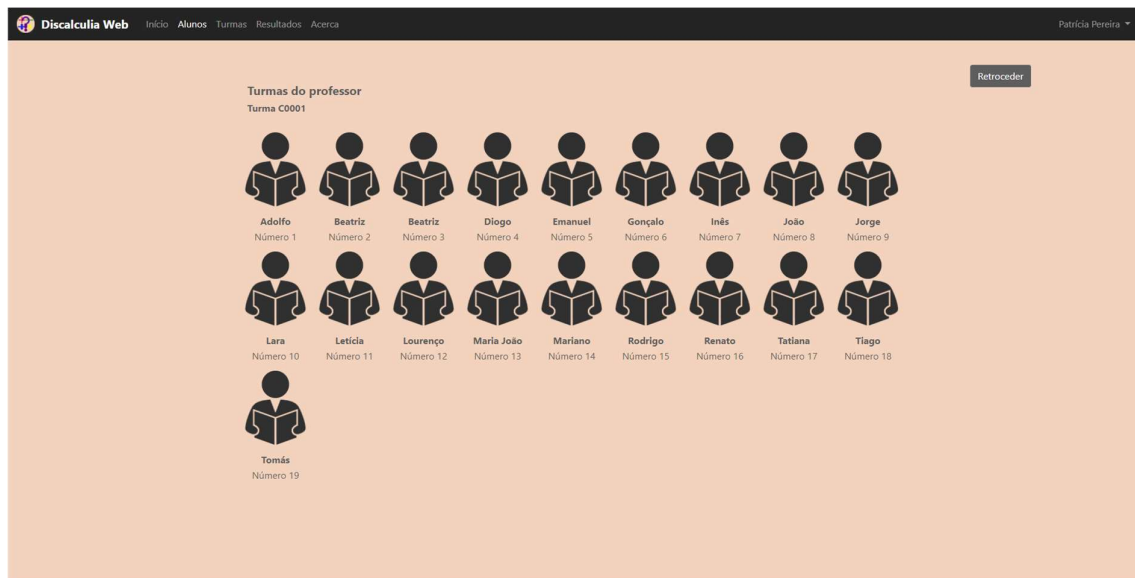 Discalculia Web Início Alunos Turmas Resultados Acerca Patrícia Pereira
Retroceder
Turmas do professor
Turma C0001
Adolfo Beatriz Beatriz Diogo Emanuel Gonçalo Inês João Jorge
Número 1 Número 2 Número 3 Número 4 Número 5 Número 6 Número 7 Número 8 Número 9
Lara Letícia Lourenço Maria João Mariano Rodrigo Renato Tatiana Tiago
Número 10 Número 11 Número 12 Número 13 Número 14 Número 15 Número 16 Número 17 Número 18
Tomás
Número 19